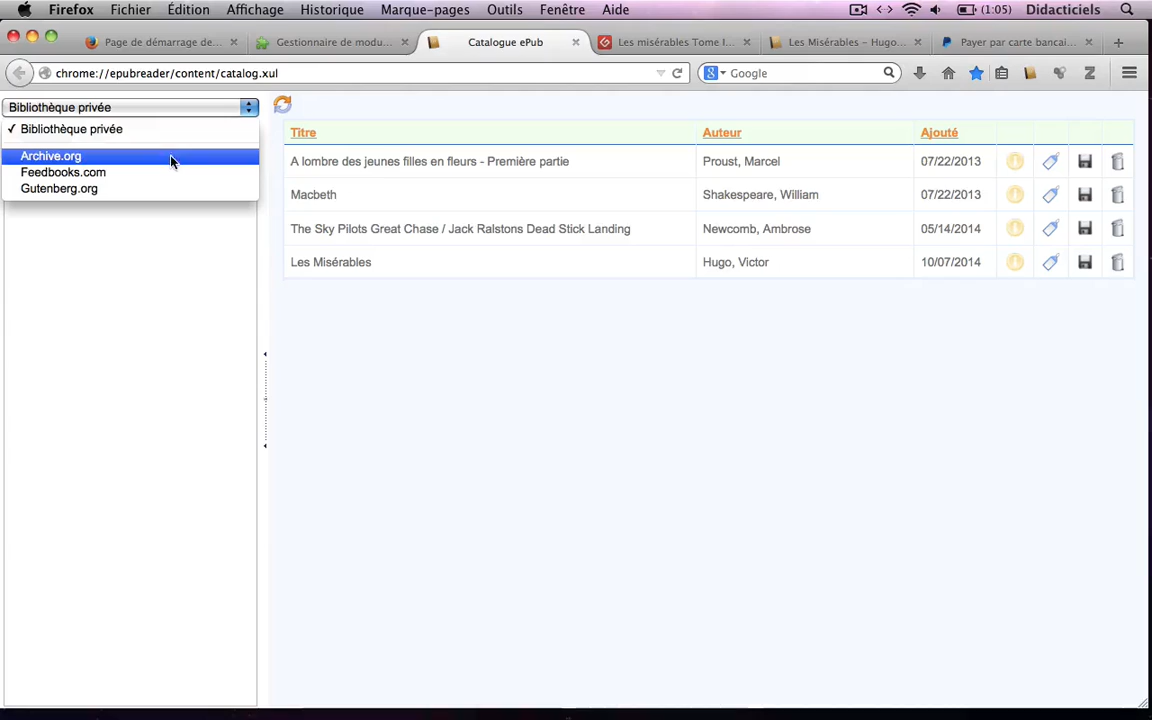 Firefox Fichier Édition Affichage Historique Marque-pages Outils Fenêtre Aide (1:05) Didacticiels
Page de démarrage de... Gestionnaire de modu... Catalogue ePub Les misérables Tome I... Les Misérables – Hugo... Payer par carte bancai...
chrome://epubreader/content/catalog.xul Google
Bibliothèque privée
✓ Bibliothèque privée
Archive.org
Feedbooks.com
Gutenberg.org
Titre Auteur Ajouté
A lombre des jeunes filles en fleurs - Première partie Proust, Marcel 07/22/2013
Macbeth Shakespeare, William 07/22/2013
The Sky Pilots Great Chase / Jack Ralstons Dead Stick Landing Newcomb, Ambrose 05/14/2014
Les Misérables Hugo, Victor 10/07/2014